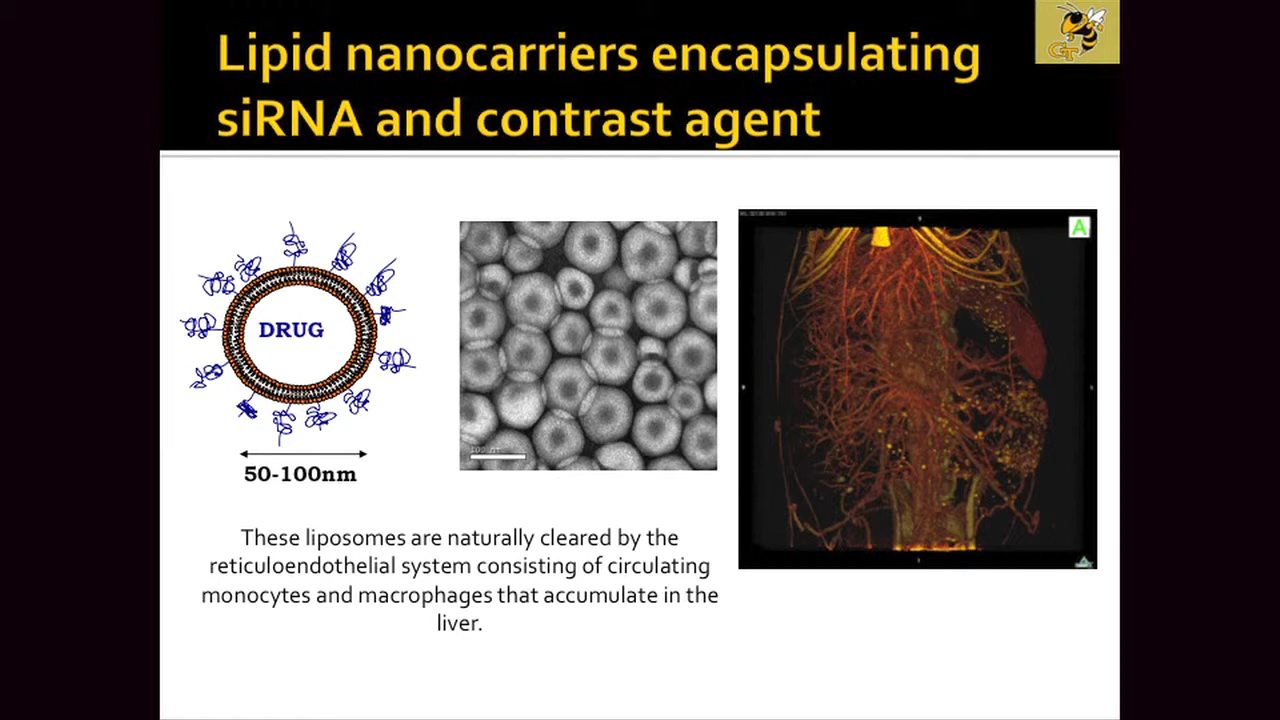 Lipid nanocarriers encapsulating
siRNA and contrast agent
GT
DRUG
50-100nm
A
These liposomes are naturally cleared by the
reticuloendothelial system consisting of circulating
monocytes and macrophages that accumulate in the
liver.